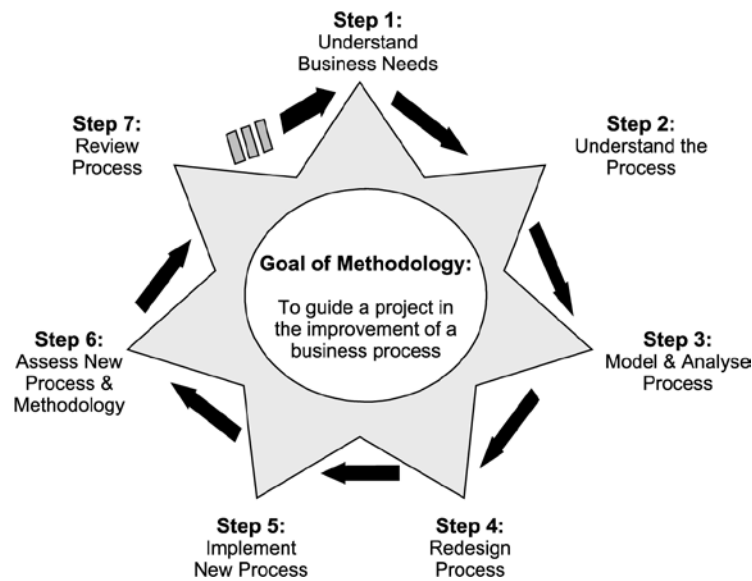 Step 1:
Understand
Business Needs
Step 2:
Understand the
Process
Step 3:
Model & Analyse
Process
Step 4:
Redesign
Process
Step 5:
Implement
New Process
Step 6:
Assess New
Process &
Methodology
Step 7:
Review
Process
Goal of Methodology:
To guide a project in
the improvement of a
business process